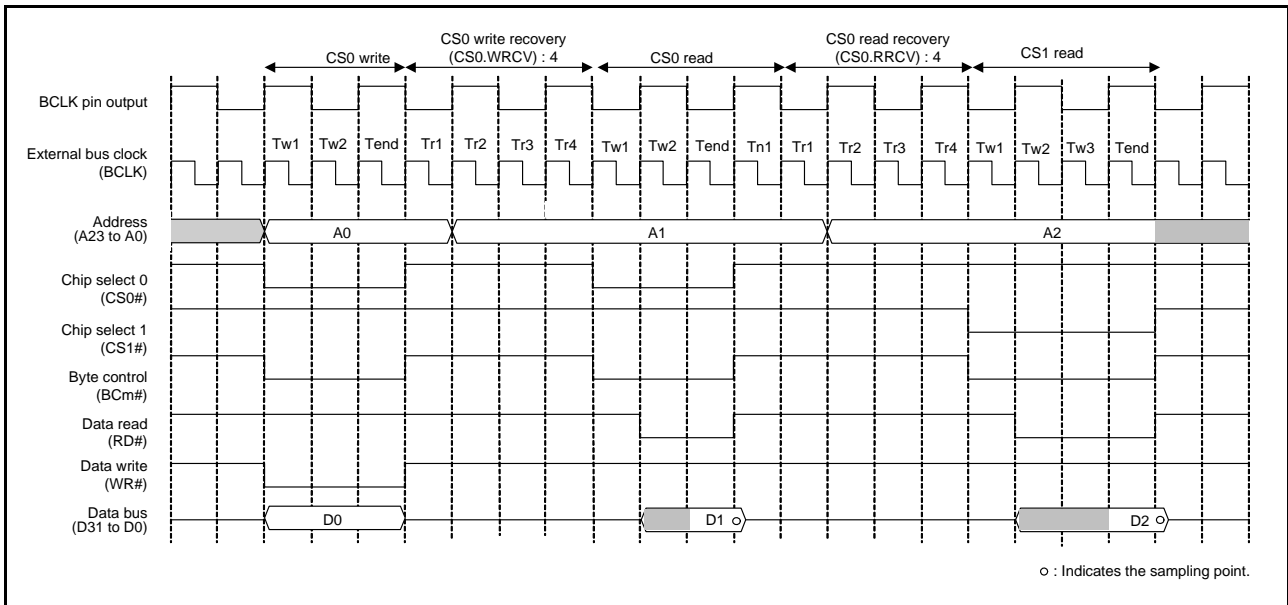 CS0 write
CS0 write recovery
(CS0.WRCV) : 4
CS0 read
CS0 read recovery
(CS0.RRCV) : 4
CS1 read
BCLK pin output
Tw1 Tw2 Tend Tr1 Tr2 Tr3 Tr4 Tw1 Tw2 Tend Tn1 Tr1 Tr2 Tr3 Tr4 Tw1 Tw2 Tw3 Tend
External bus clock
(BCLK)
Address
(A23 to A0)
A0 A1 A2
Chip select 0
(CS0#)
Chip select 1
(CS1#)
Byte control
(BCm#)
Data read
(RD#)
Data write
(WR#)
Data bus
(D31 to D0)
D0 D1 D2
: Indicates the sampling point.